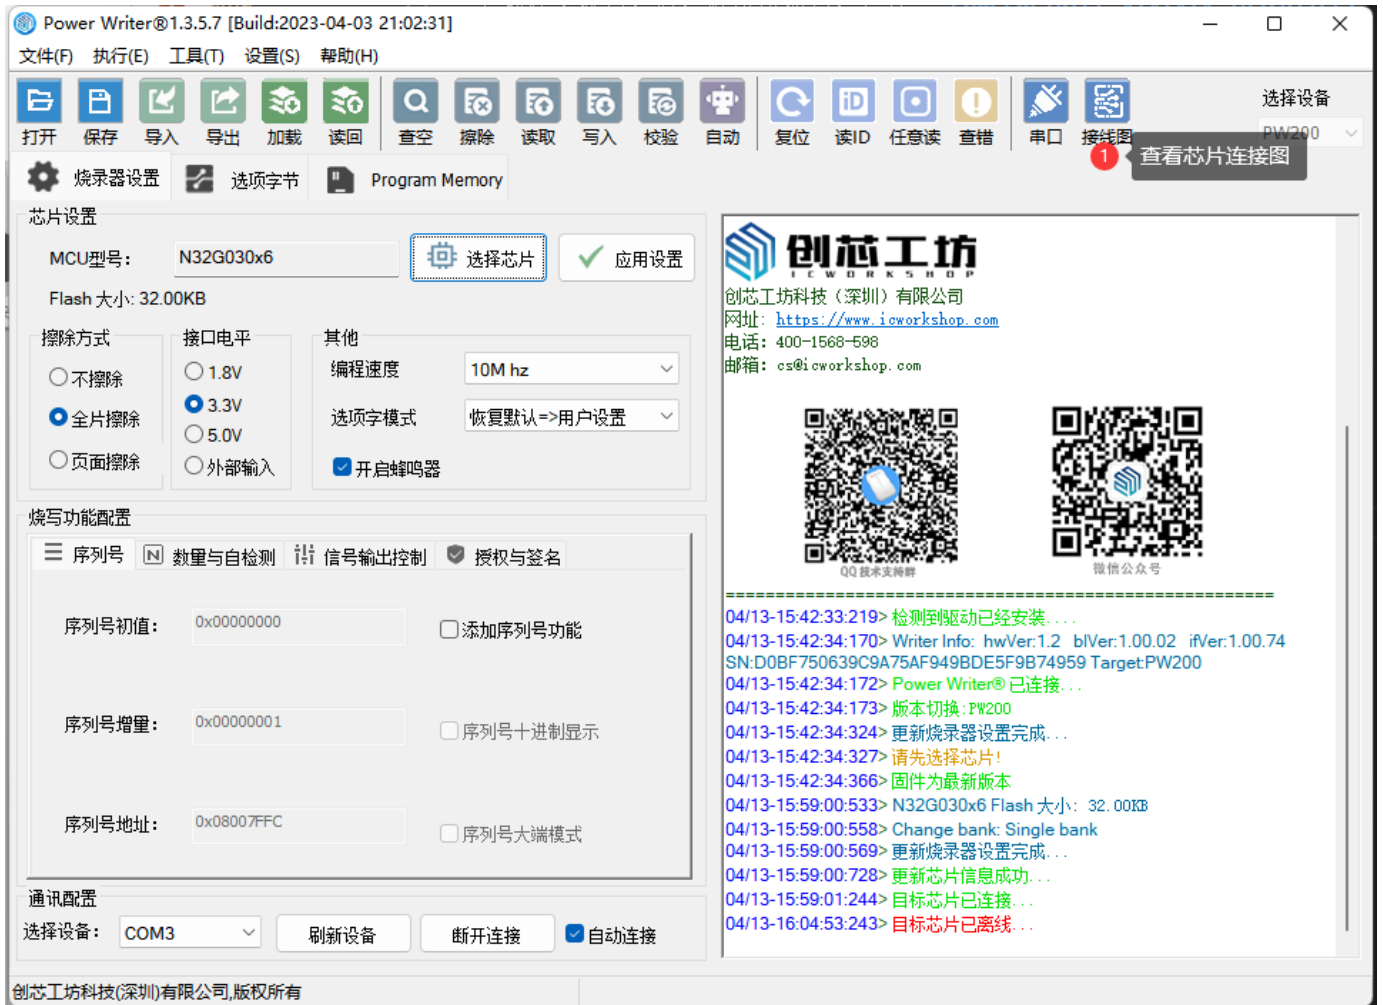 Power Writer®1.3.5.7 [Build:2023-04-03 21:02:31]
文件(F) 执行(E) 工具(T) 设置(S) 帮助(H)
打开 保存 导入 导出 加载 读回 查空 擦除 读取 写入 校验 自动 复位 读ID 任意读 查错 串口 接线图
选择设备
PW200
1 查看芯片连接图
烧录器设置 选项字节 Program Memory
芯片设置
MCU型号: N32G030x6 选择芯片 应用设置
Flash 大小: 32.00KB
擦除方式 接口电平 其他
不擦除
全片擦除
页面擦除
1.8V
3.3V
5.0V
外部输入
编程速度 10M hz
选项字模式 恢复默认=>用户设置
开启蜂鸣器
烧写功能配置
序列号 数量与自检测 信号输出控制 授权与签名
序列号初值: 0x00000000 添加序列号功能
序列号增量: 0x00000001 序列号十进制显示
序列号地址: 0x08007FFC 序列号大端模式
通讯配置
选择设备: COM3 刷新设备 断开连接 自动连接
创芯工坊
ICWORKSHOP
创芯工坊科技（深圳）有限公司
网址: https://www.icworkshop.com
电话: 400-1568-598
邮箱: cs@icworkshop.com
QQ技术支持群 微信公众号
=======================================================
04/13-15:42:33:219> 检测到驱动已经安装....
04/13-15:42:34:170> Writer Info: hwVer:1.2 blVer:1.00.02 ifVer:1.00.74
SN:D0BF750639C9A75AF949BDE5F9B74959 Target:PW200
04/13-15:42:34:172> Power Writer® 已连接...
04/13-15:42:34:173> 版本切换:PW200
04/13-15:42:34:324> 更新烧录器设置完成...
04/13-15:42:34:327> 请先选择芯片!
04/13-15:42:34:366> 固件为最新版本
04/13-15:59:00:533> N32G030x6 Flash 大小: 32.00KB
04/13-15:59:00:558> Change bank: Single bank
04/13-15:59:00:569> 更新烧录器设置完成...
04/13-15:59:00:728> 更新芯片信息成功...
04/13-15:59:01:244> 目标芯片已连接...
04/13-16:04:53:243> 目标芯片已离线...
创芯工坊科技(深圳)有限公司,版权所有